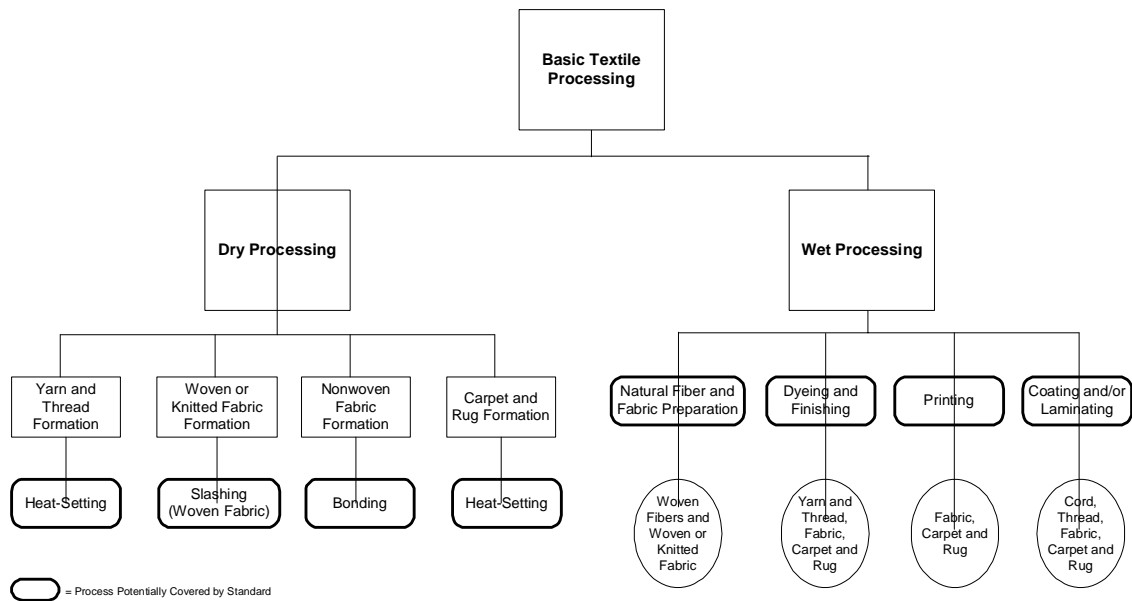 Basic Textile
Processing
Dry Processing
Wet Processing
Yarn and
Thread
Formation
Woven or
Knitted Fabric
Formation
Nonwoven
Fabric
Formation
Carpet and
Rug Formation
Natural Fiber and
Fabric Preparation
Dyeing and
Finishing
Printing
Coating and/or
Laminating
Heat-Setting
Slashing
(Woven Fabric)
Bonding
Heat-Setting
Woven
Fibers and
Woven or
Knitted
Fabric
Yarn and
Thread,
Fabric,
Carpet and
Rug
Fabric,
Carpet and
Rug
Cord,
Thread,
Fabric,
Carpet and
Rug
= Process Potentially Covered by Standard